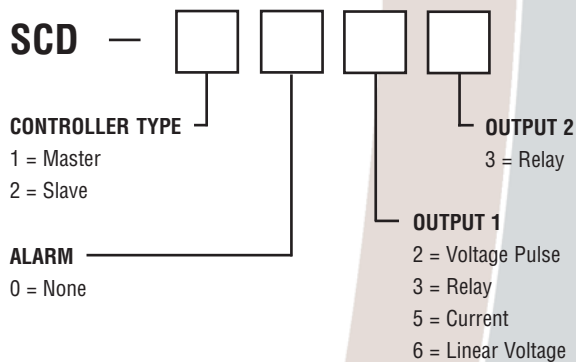 SCD —
CONTROLLER TYPE
1 = Master
2 = Slave
ALARM
0 = None
OUTPUT 2
3 = Relay
OUTPUT 1
2 = Voltage Pulse
3 = Relay
5 = Current
6 = Linear Voltage